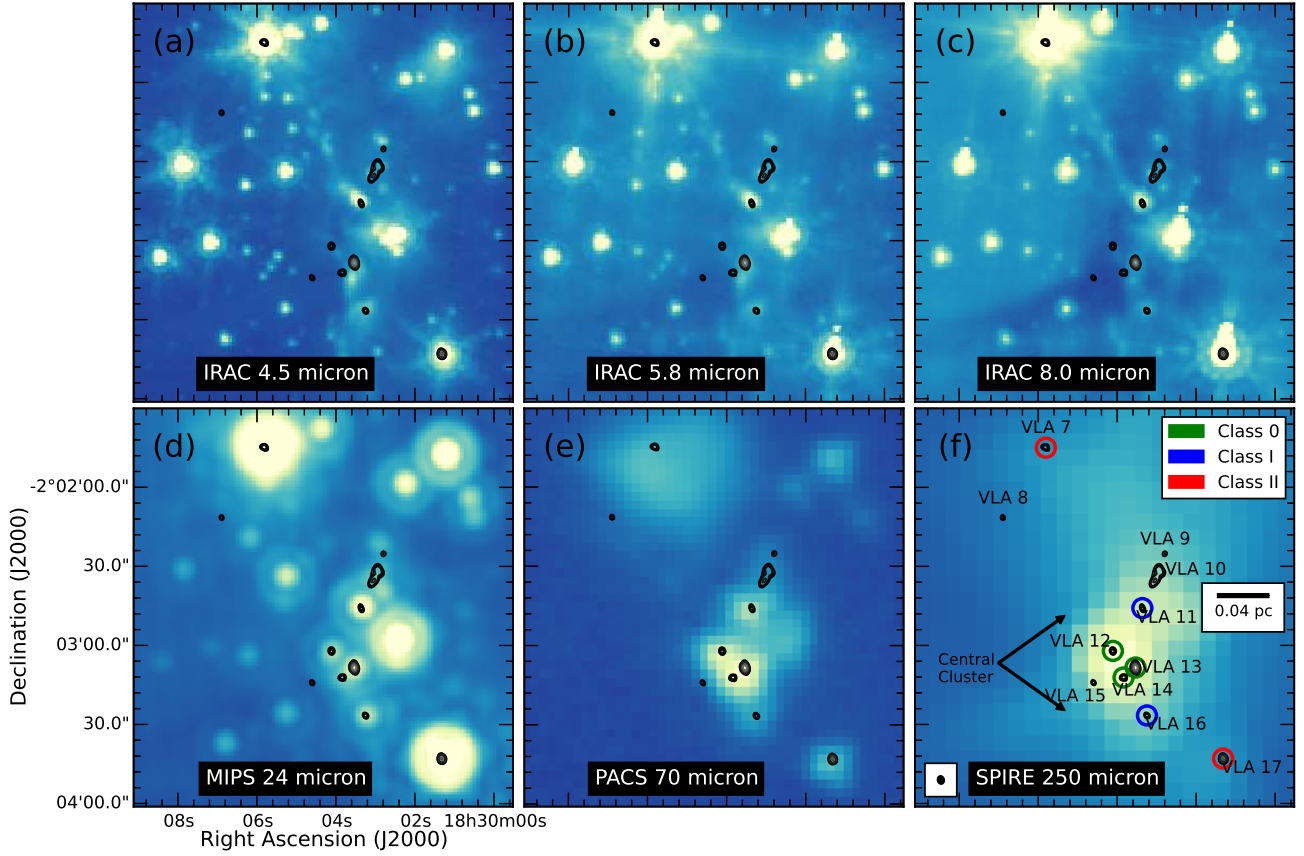 (a)
(b)
(c)
IRAC 4.5 micron
IRAC 5.8 micron
IRAC 8.0 micron
(d)
(e)
(f)
VLA 7
Class 0
Class I
Class II
VLA 8
VLA 9
VLA 10
0.04 pc
VLA 11
VLA 12
Central
Cluster
VLA 13
VLA 14
VLA 15
VLA 16
VLA 17
MIPS 24 micron
PACS 70 micron
SPIRE 250 micron
Declination (J2000)
-2°02'00.0"
30.0"
03'00.0"
30.0"
04'00.0"
08s
06s
04s
02s
18h30m00s
Right Ascension (J2000)